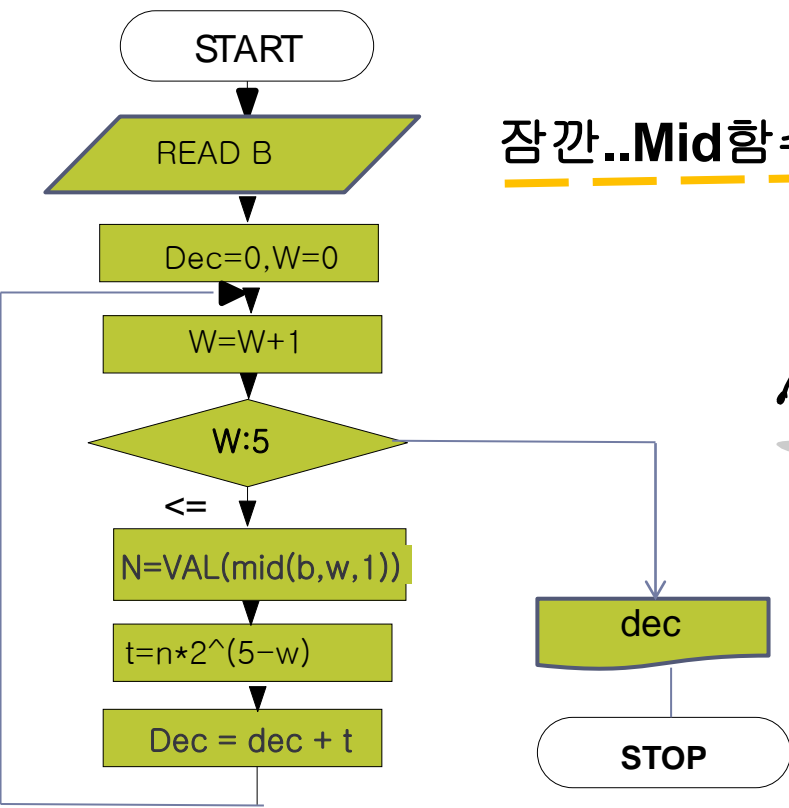 START
READ B
잠깐..Mid함
Dec=0,W=0
W=W+1
W:5
<=
N=VAL(mid(b,w,1))
t=n*2^(5-w)
Dec = dec + t
dec
STOP